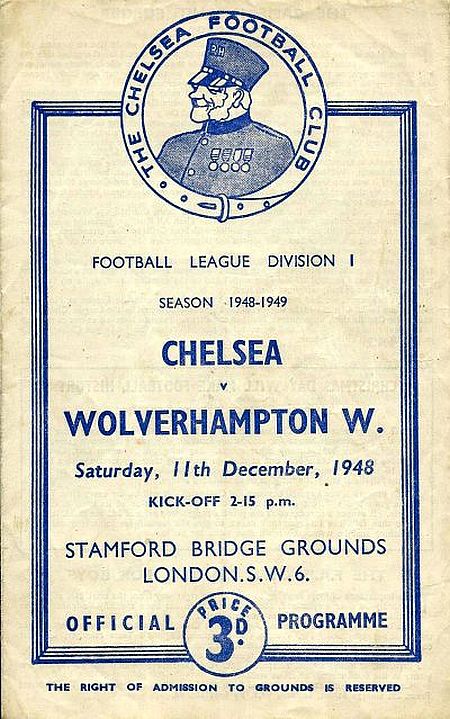 THE CHELSEA FOOTBALL CLUB
R.H
FOOTBALL LEAGUE DIVISION I
SEASON 1948-1949
CHELSEA
v
WOLVERHAMPTON W.
Saturday, 11th December, 1948
KICK-OFF 2-15 p.m.
STAMFORD BRIDGE GROUNDS
LONDON.S.W.6.
OFFICIAL PRICE 3D. PROGRAMME
THE RIGHT OF ADMISSION TO GROUNDS IS RESERVED